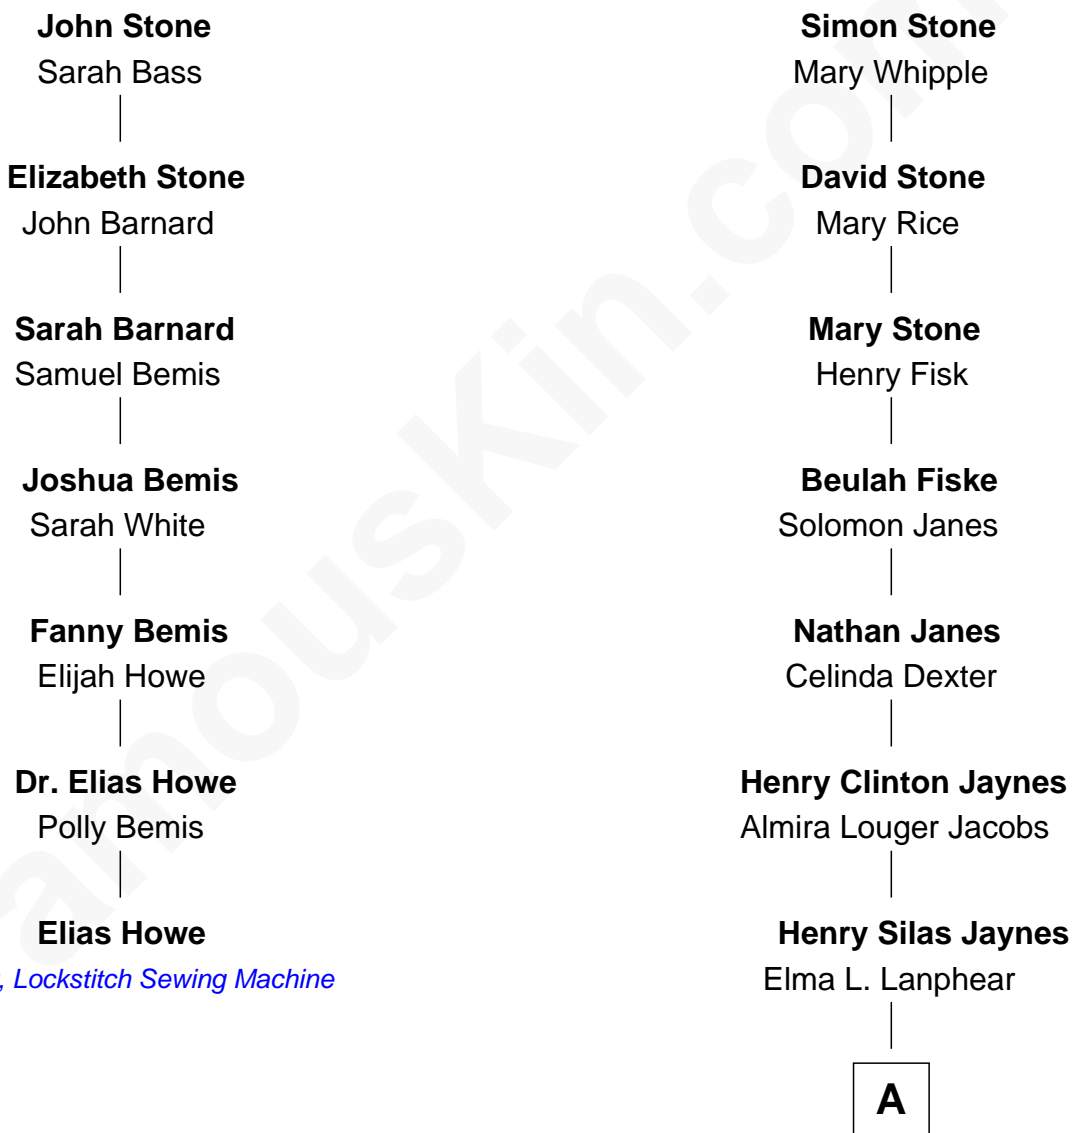 John Stone
Sarah Bass
Elizabeth Stone
John Barnard
Sarah Barnard
Samuel Bemis
Joshua Bemis
Sarah White
Fanny Bemis
Elijah Howe
Dr. Elias Howe
Polly Bemis
Elias Howe
, Lockstitch Sewing Machine
Simon Stone
Mary Whipple
David Stone
Mary Rice
Mary Stone
Henry Fisk
Beulah Fiske
Solomon Janes
Nathan Janes
Celinda Dexter
Henry Clinton Jaynes
Almira Louger Jacobs
Henry Silas Jaynes
Elma L. Lanphear
A
amouskin.com